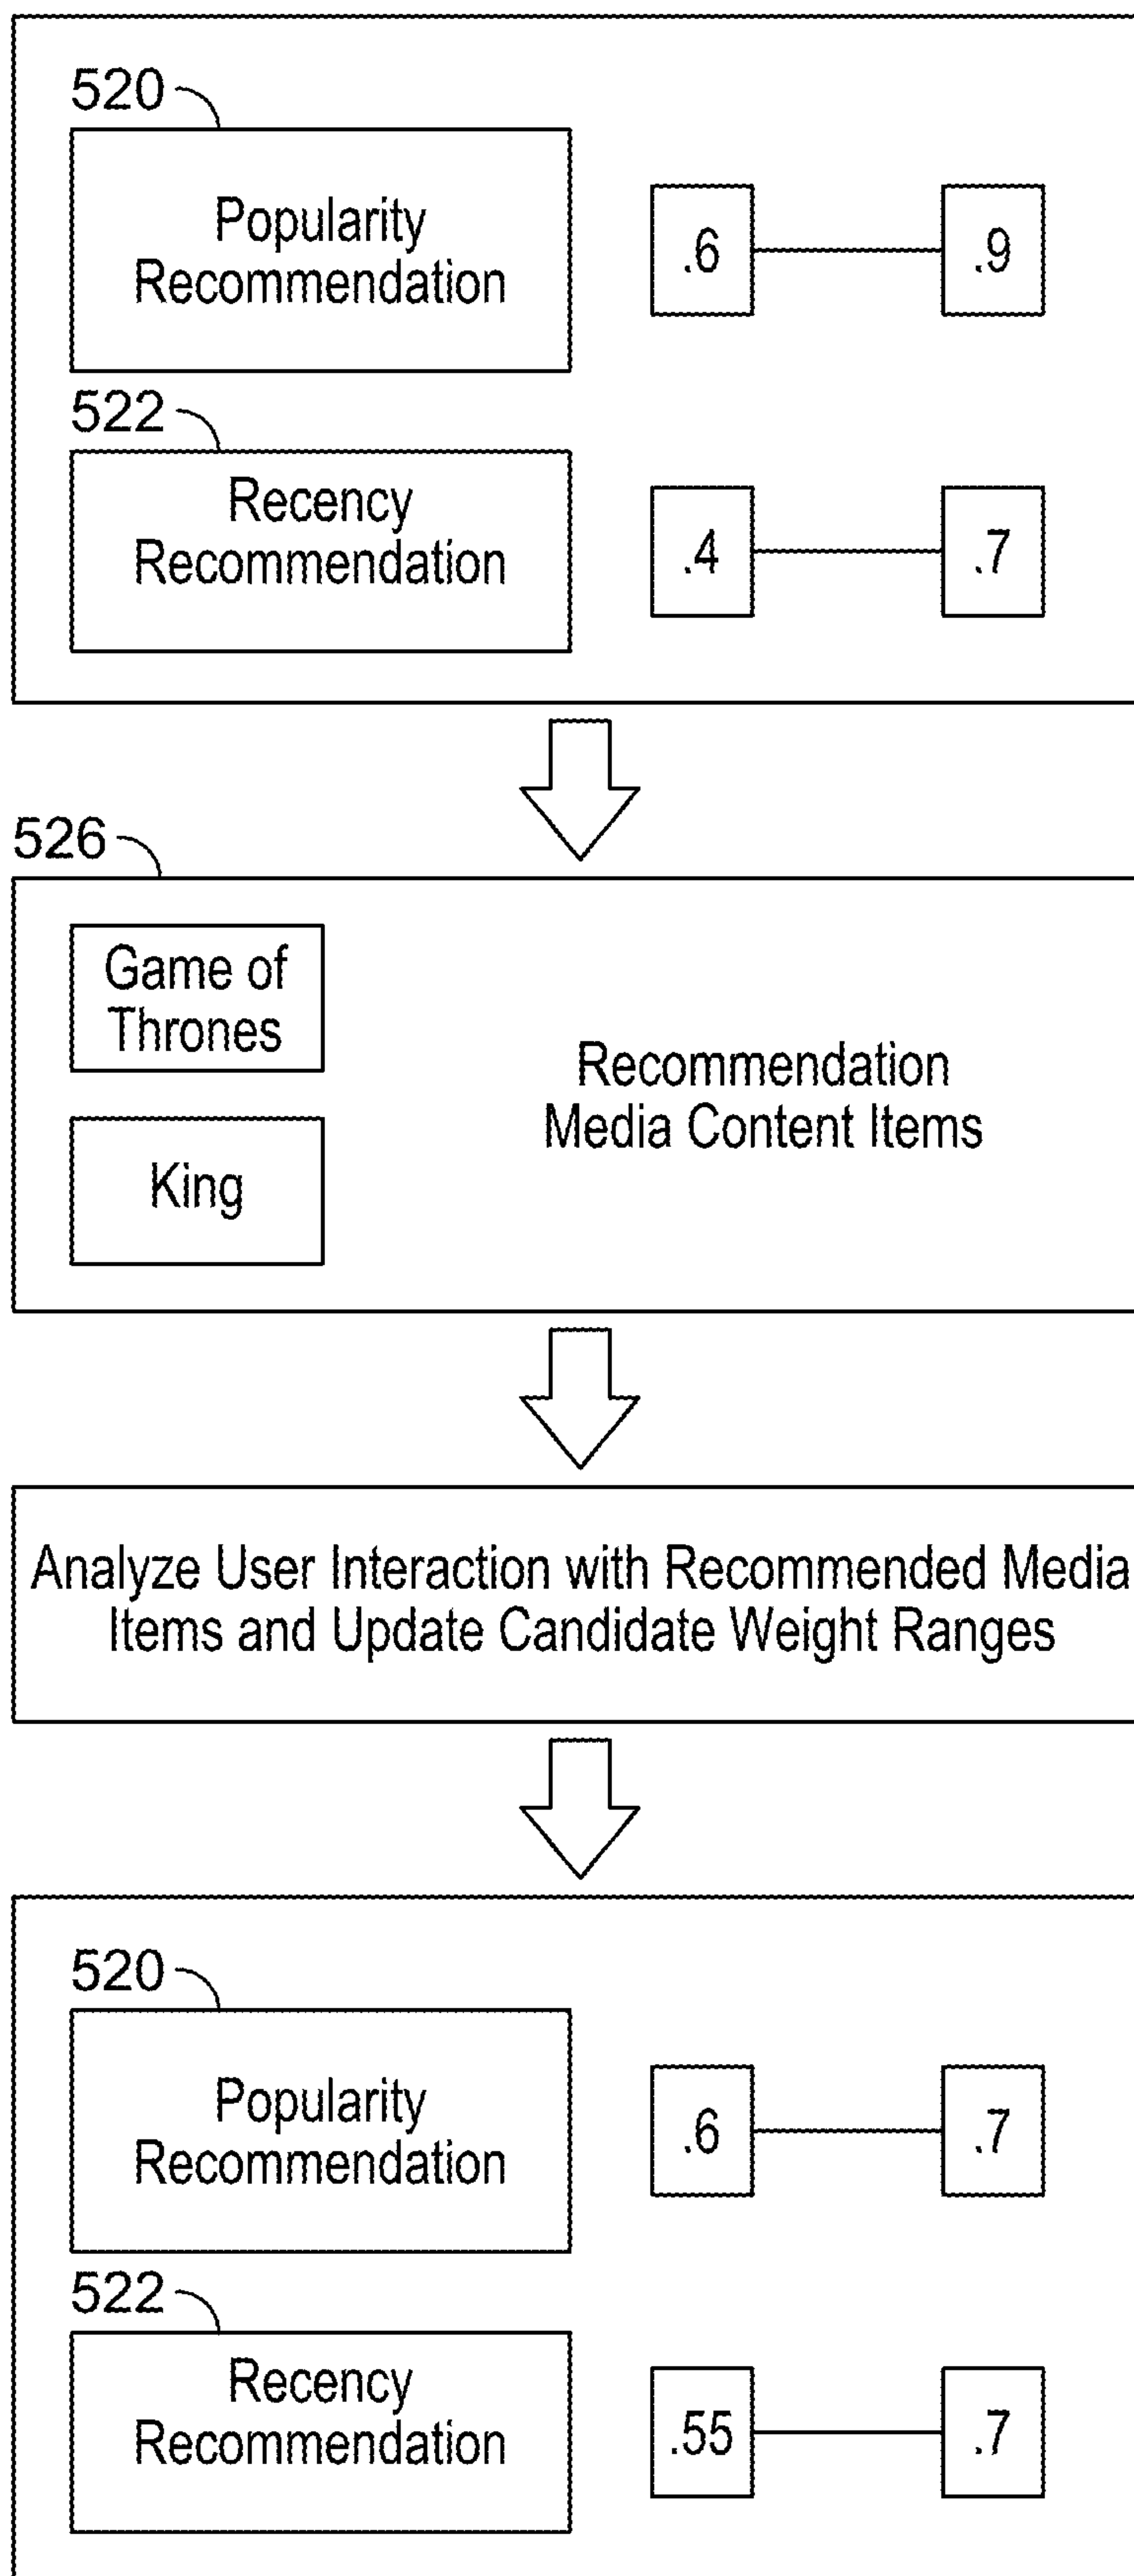 520
Popularity
Recommendation
.6
.9
522
Recency
Recommendation
.4
.7
526
Game of
Thrones
King
Recommendation
Media Content Items
Analyze User Interaction with Recommended Media
Items and Update Candidate Weight Ranges
520
Popularity
Recommendation
.6
.7
522
Recency
Recommendation
.55
.7